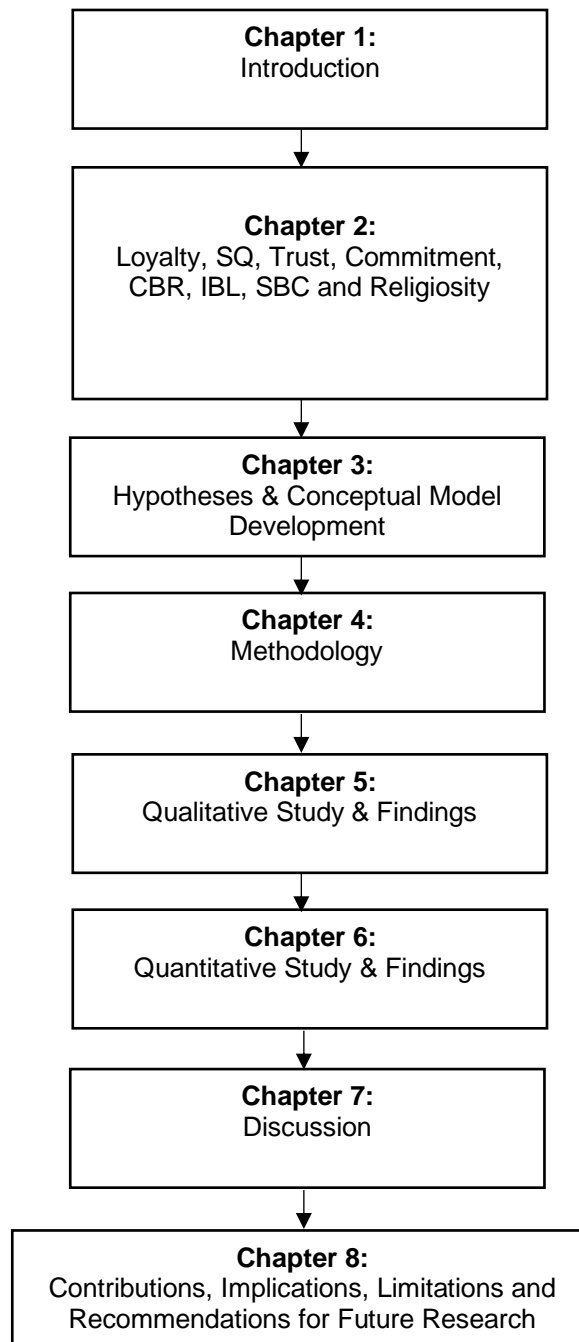 Chapter 1:
Introduction
Chapter 2:
Loyalty, SQ, Trust, Commitment,
CBR, IBL, SBC and Religiosity
Chapter 3:
Hypotheses & Conceptual Model
Development
Chapter 4:
Methodology
Chapter 5:
Qualitative Study & Findings
Chapter 6:
Quantitative Study & Findings
Chapter 7:
Discussion
Chapter 8:
Contributions, Implications, Limitations and
Recommendations for Future Research